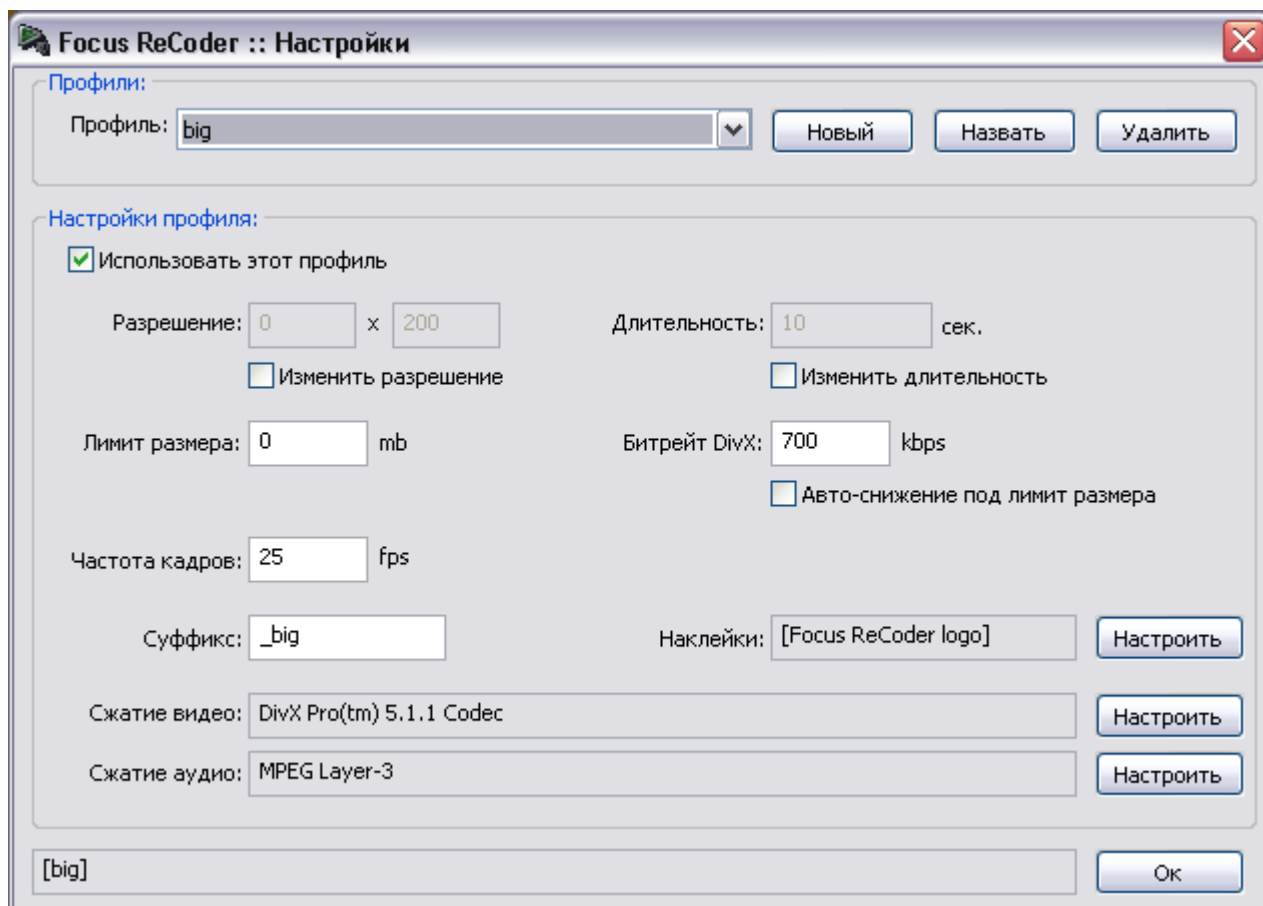 Focus ReCoder :: Настройки
Профили:
Профиль: big Новый Назвать Удалить
Настройки профиля:
Использовать этот профиль
Разрешение: 0 x 200 Длительность: 10 сек.
Изменить разрешение Изменить длительность
Лимит размера: 0 mb Битрейт DivX: 700 kbps
Авто-снижение под лимит размера
Частота кадров: 25 fps
Суффикс: _big Наклейки: [Focus ReCoder logo] Настроить
Сжатие видео: DivX Pro(tm) 5.1.1 Codec Настроить
Сжатие аудио: MPEG Layer-3 Настроить
[big] Ок